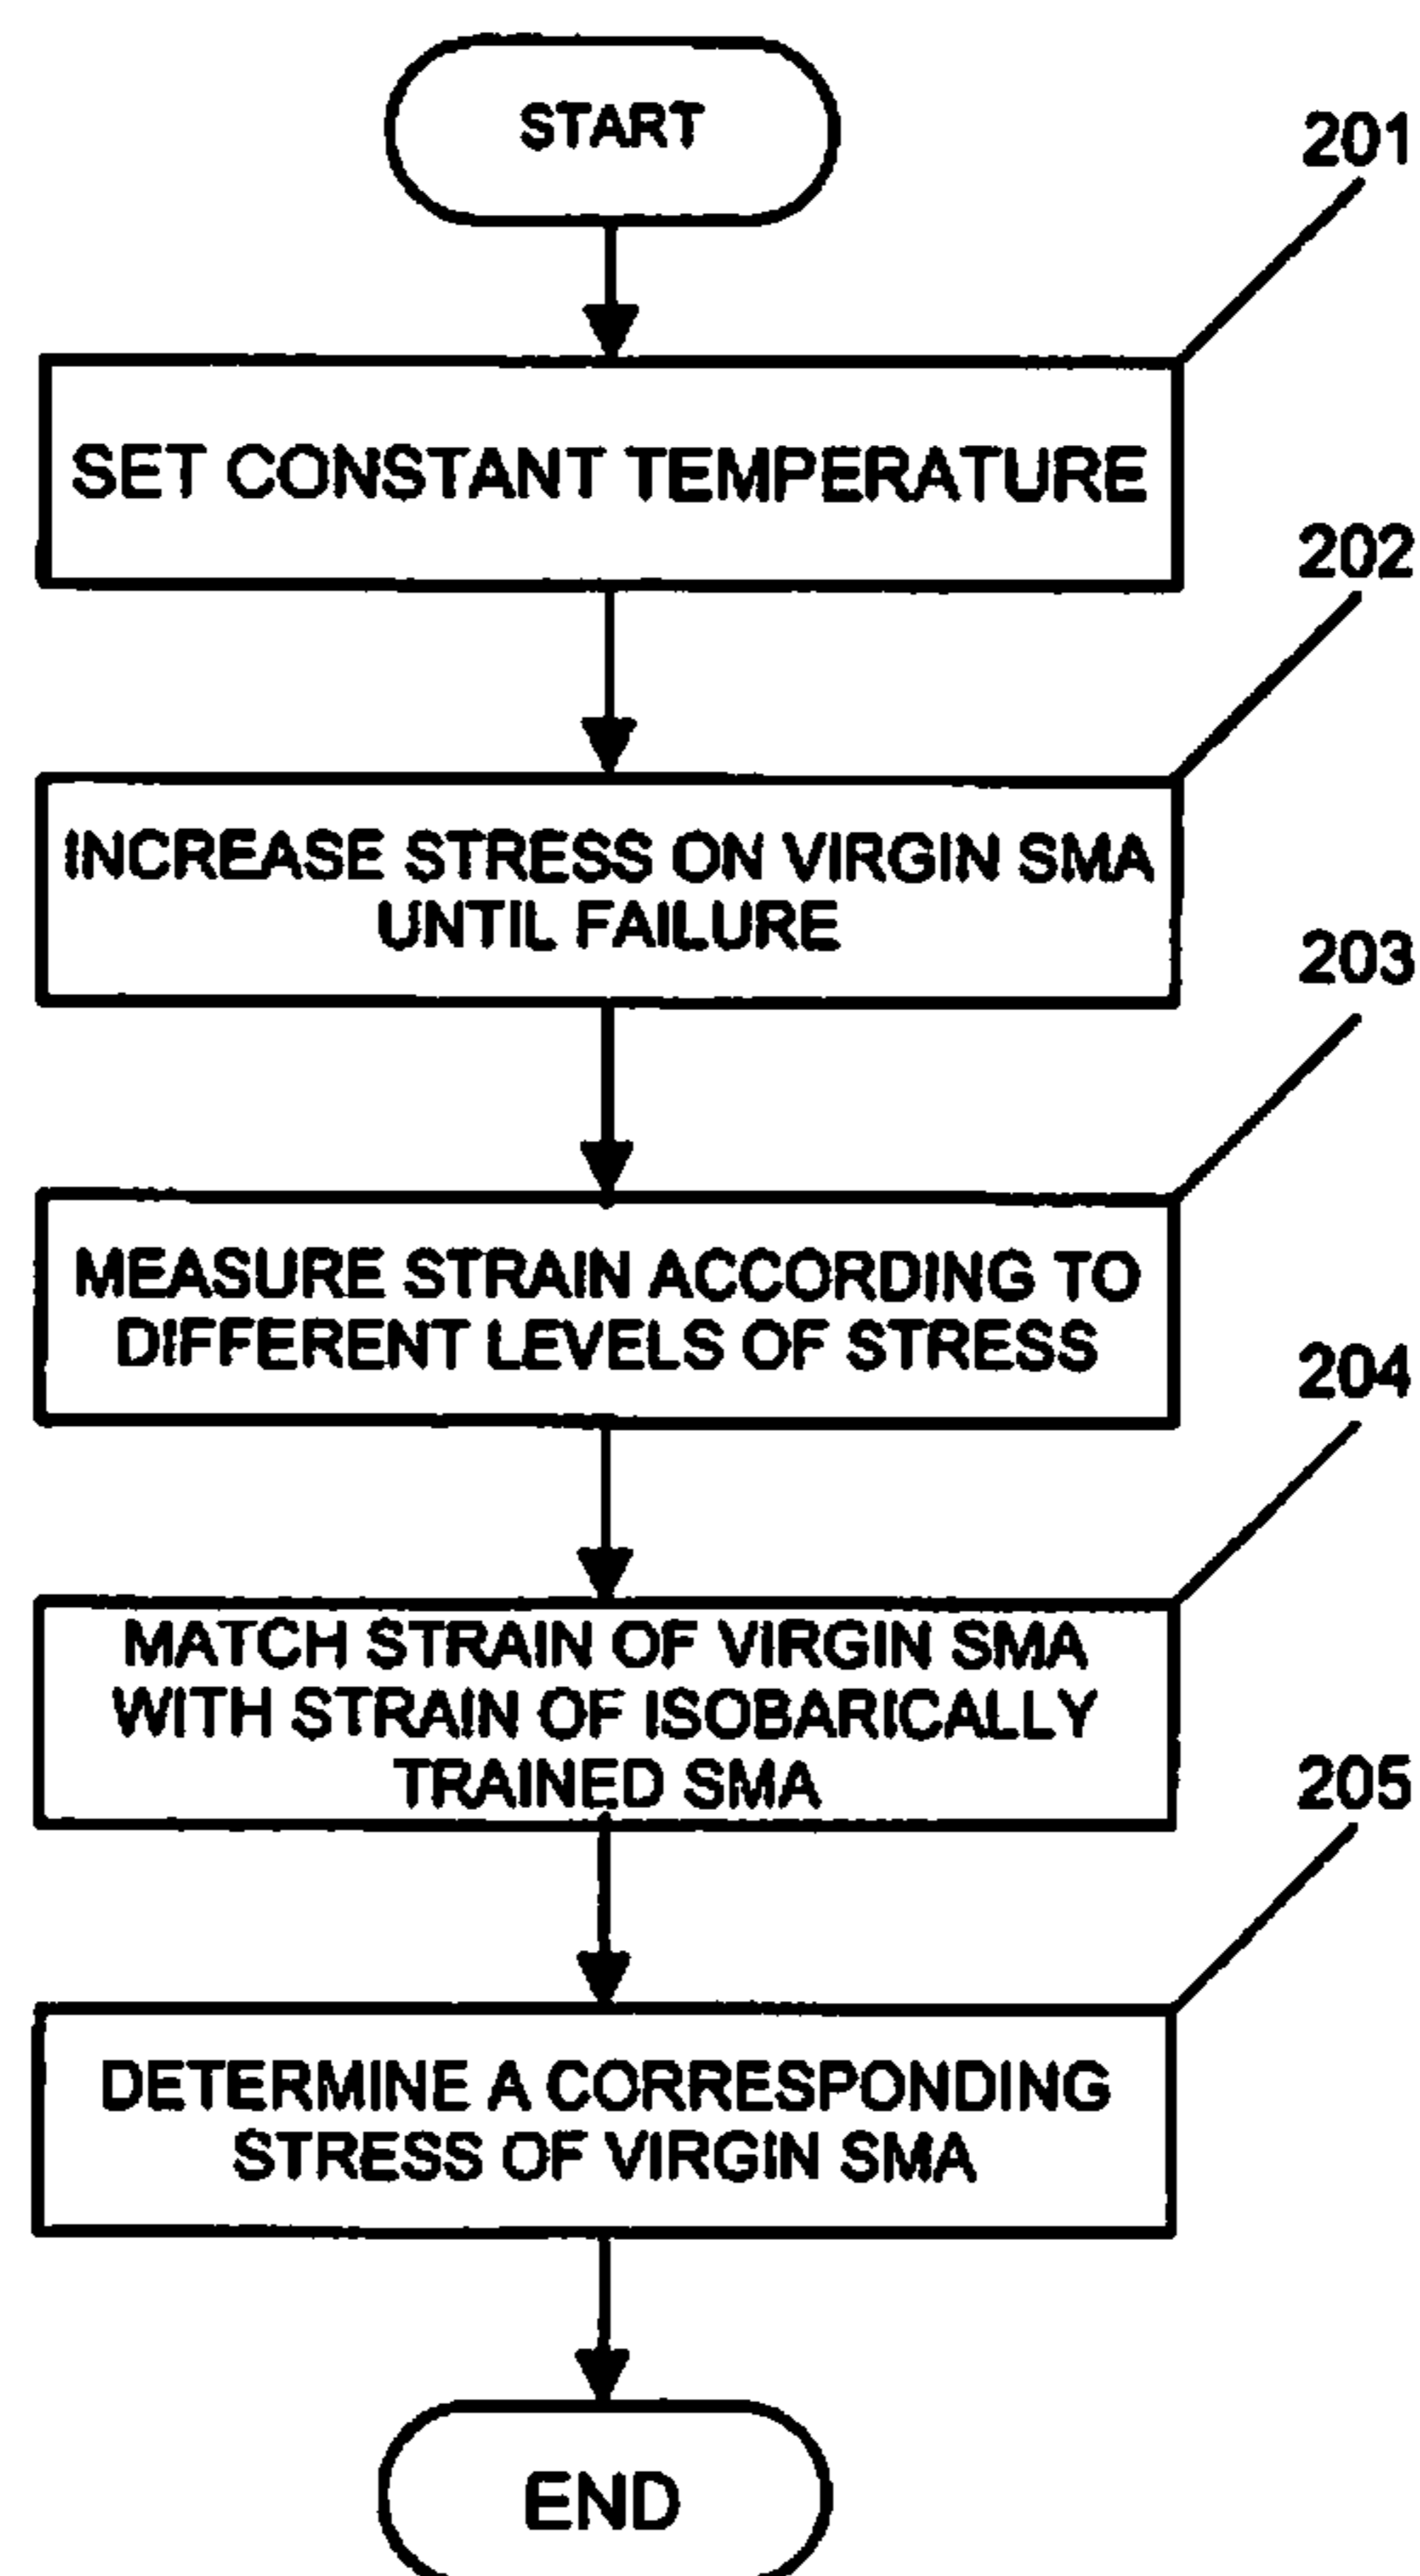 START
201
SET CONSTANT TEMPERATURE
202
INCREASE STRESS ON VIRGIN SMA
UNTIL FAILURE
203
MEASURE STRAIN ACCORDING TO
DIFFERENT LEVELS OF STRESS
204
MATCH STRAIN OF VIRGIN SMA
WITH STRAIN OF ISOBARICALLY
TRAINED SMA
205
DETERMINE A CORRESPONDING
STRESS OF VIRGIN SMA
END